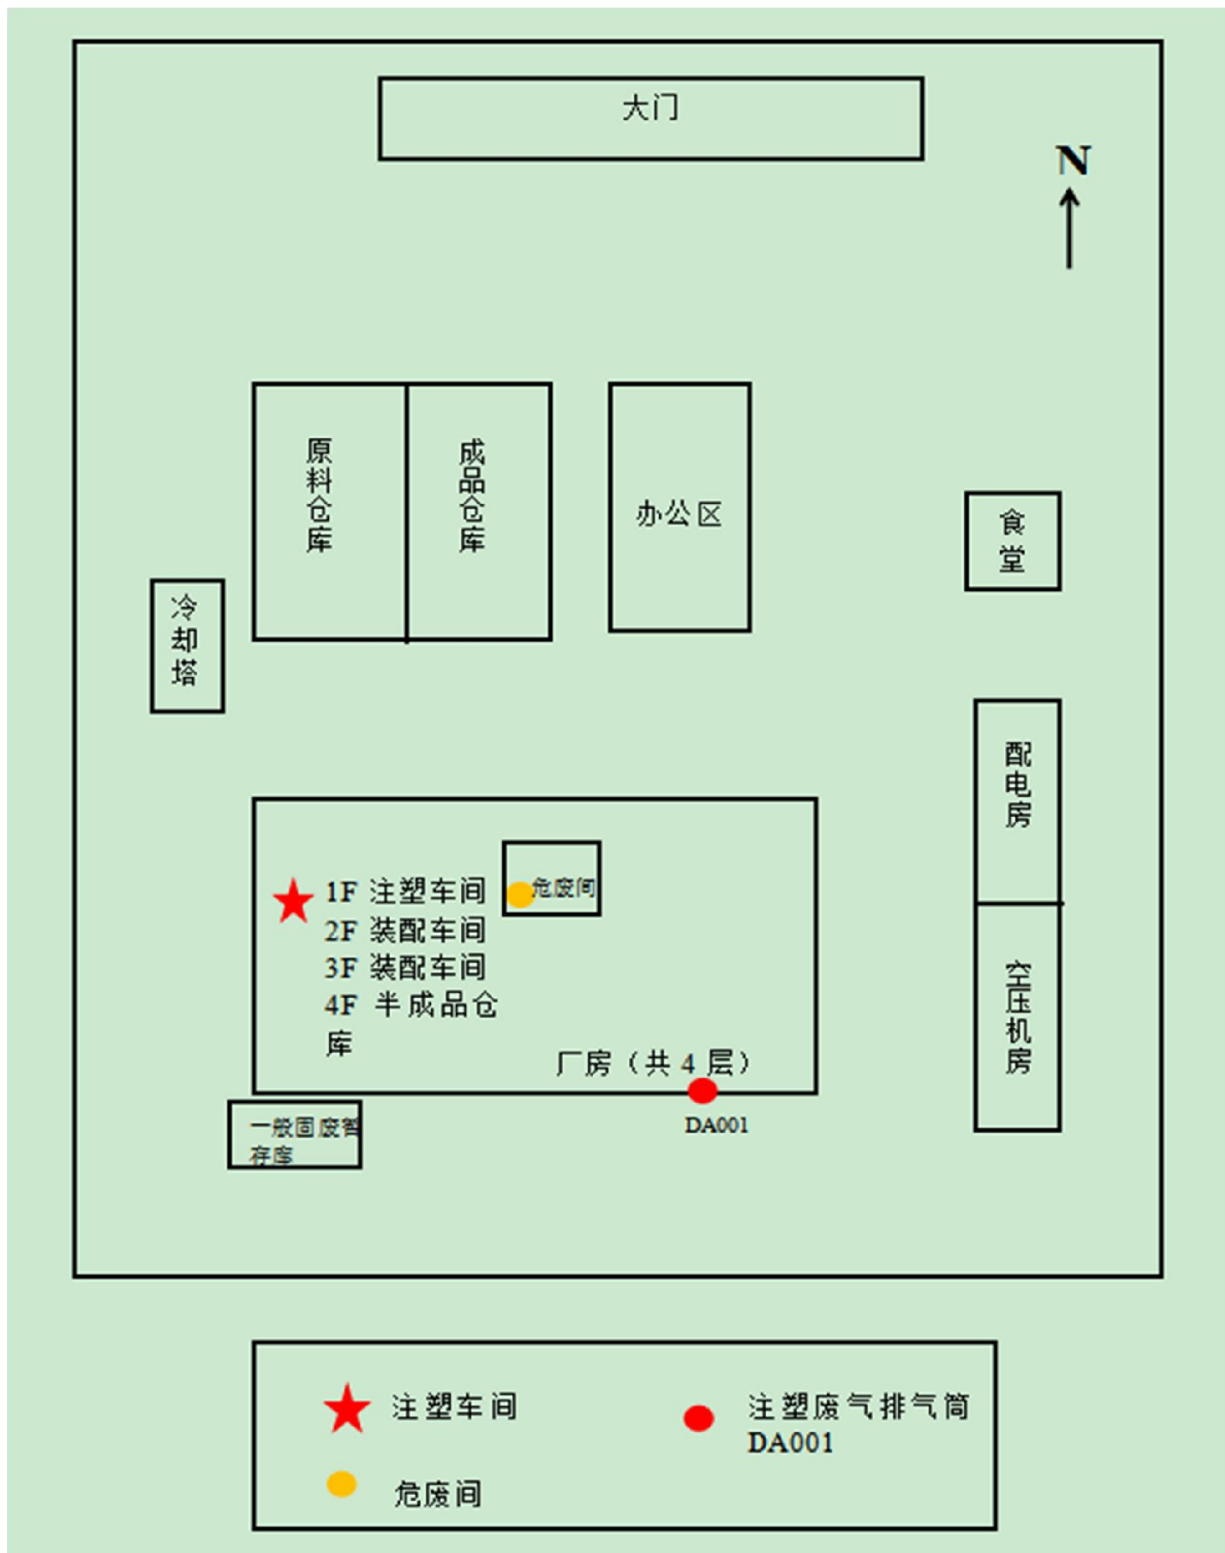 大门
N
原料仓库
成品仓库
办公区
食堂
冷却塔
配电房
空压机房
1F 注塑车间
2F 装配车间
3F 装配车间
4F 半成品仓
库
危废间
厂房（共 4 层）
DA001
一般固废暂
存库
注塑车间
注塑废气排气筒
DA001
危废间